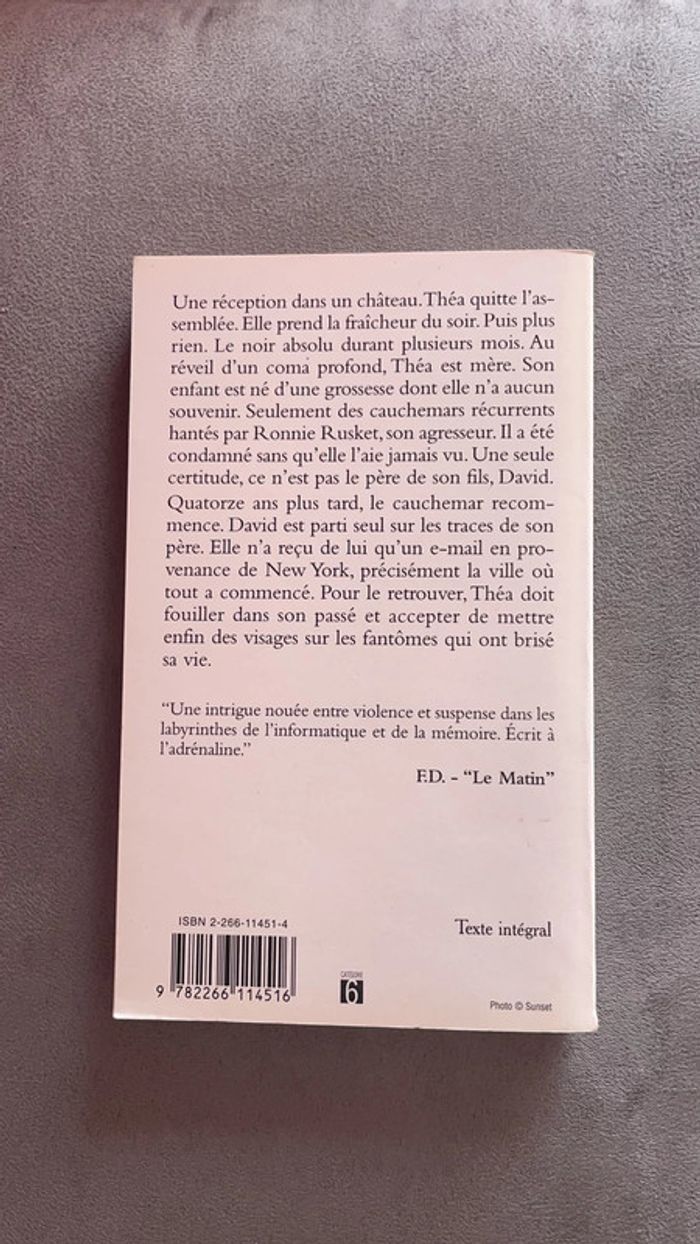 Une réception dans un château. Théa quitte l'as-
semblée. Elle prend la fraîcheur du soir. Puis plus
rien. Le noir absolu durant plusieurs mois. Au
réveil d'un coma profond, Théa est mère. Son
enfant est né d'une grossesse dont elle n'a aucun
souvenir. Seulement des cauchemars récurrents
hantés par Ronnie Rusket, son agresseur. Il a été
condamné sans qu'elle l'aie jamais vu. Une seule
certitude, ce n'est pas le père de son fils, David.
Quatorze ans plus tard, le cauchemar recom-
mence. David est parti seul sur les traces de son
père. Elle n'a reçu de lui qu'un e-mail en pro-
venance de New York, précisément la ville où
tout a commencé. Pour le retrouver, Théa doit
fouiller dans son passé et accepter de mettre
enfin des visages sur les fantômes qui ont brisé
sa vie.
“Une intrigue nouée entre violence et suspense dans les
labyrinthes de l'informatique et de la mémoire. Écrit à
l'adrénaline.”
F.D. - “Le Matin”
ISBN 2-266-11451-4
Texte intégral
9 782266 114516
CATÉGORIE
6
Photo © Sunset